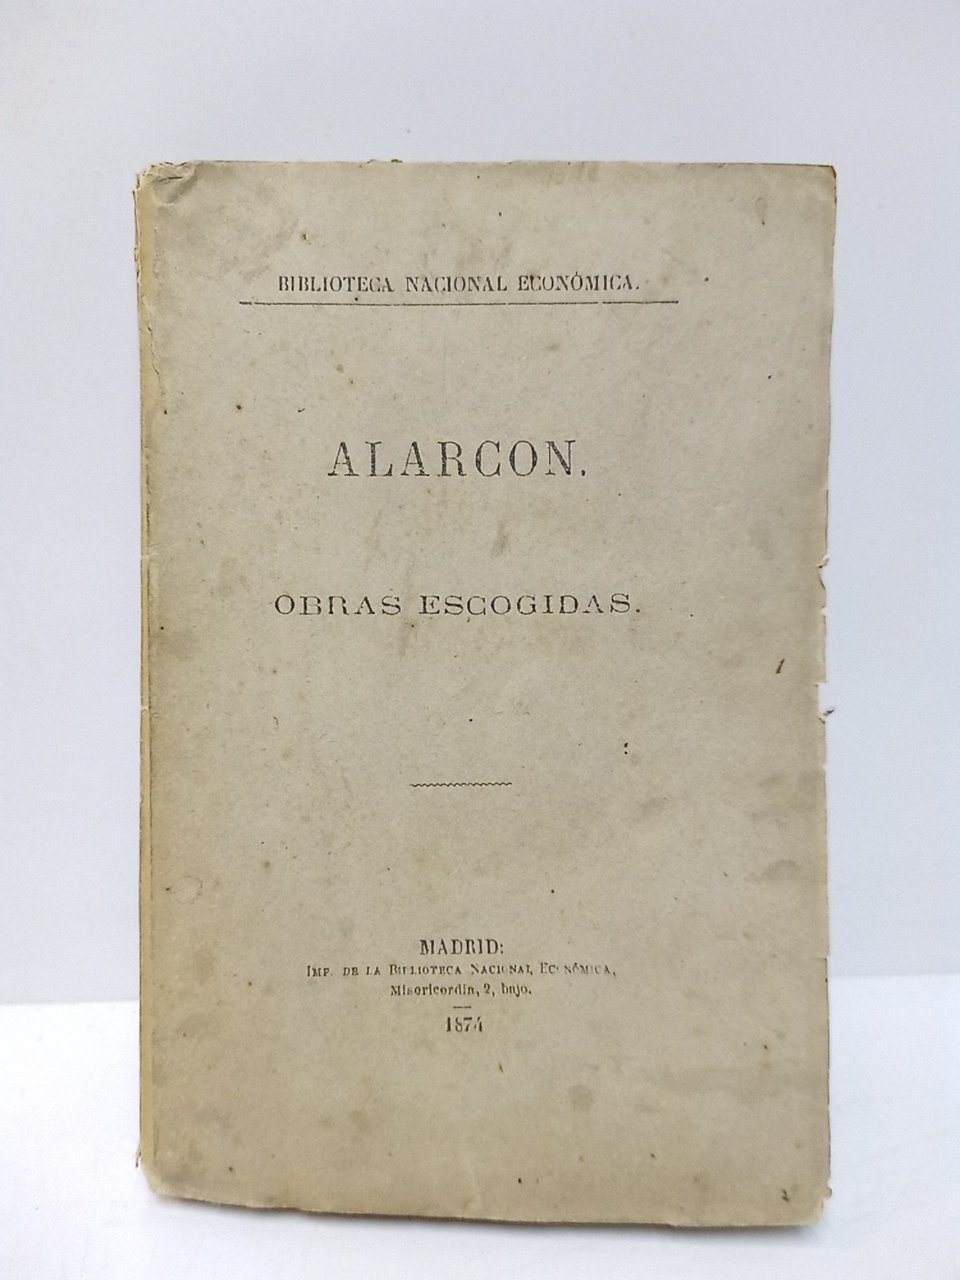 BIBLIOTECA NACIONAL ECONÓMICA.
ALARCON.
OBRAS ESCOGIDAS.
MADRID:
IMP. DE LA BIBLIOTECA NACIONAL ECONÓMICA,
Misericordia, 2, bajo.
1874